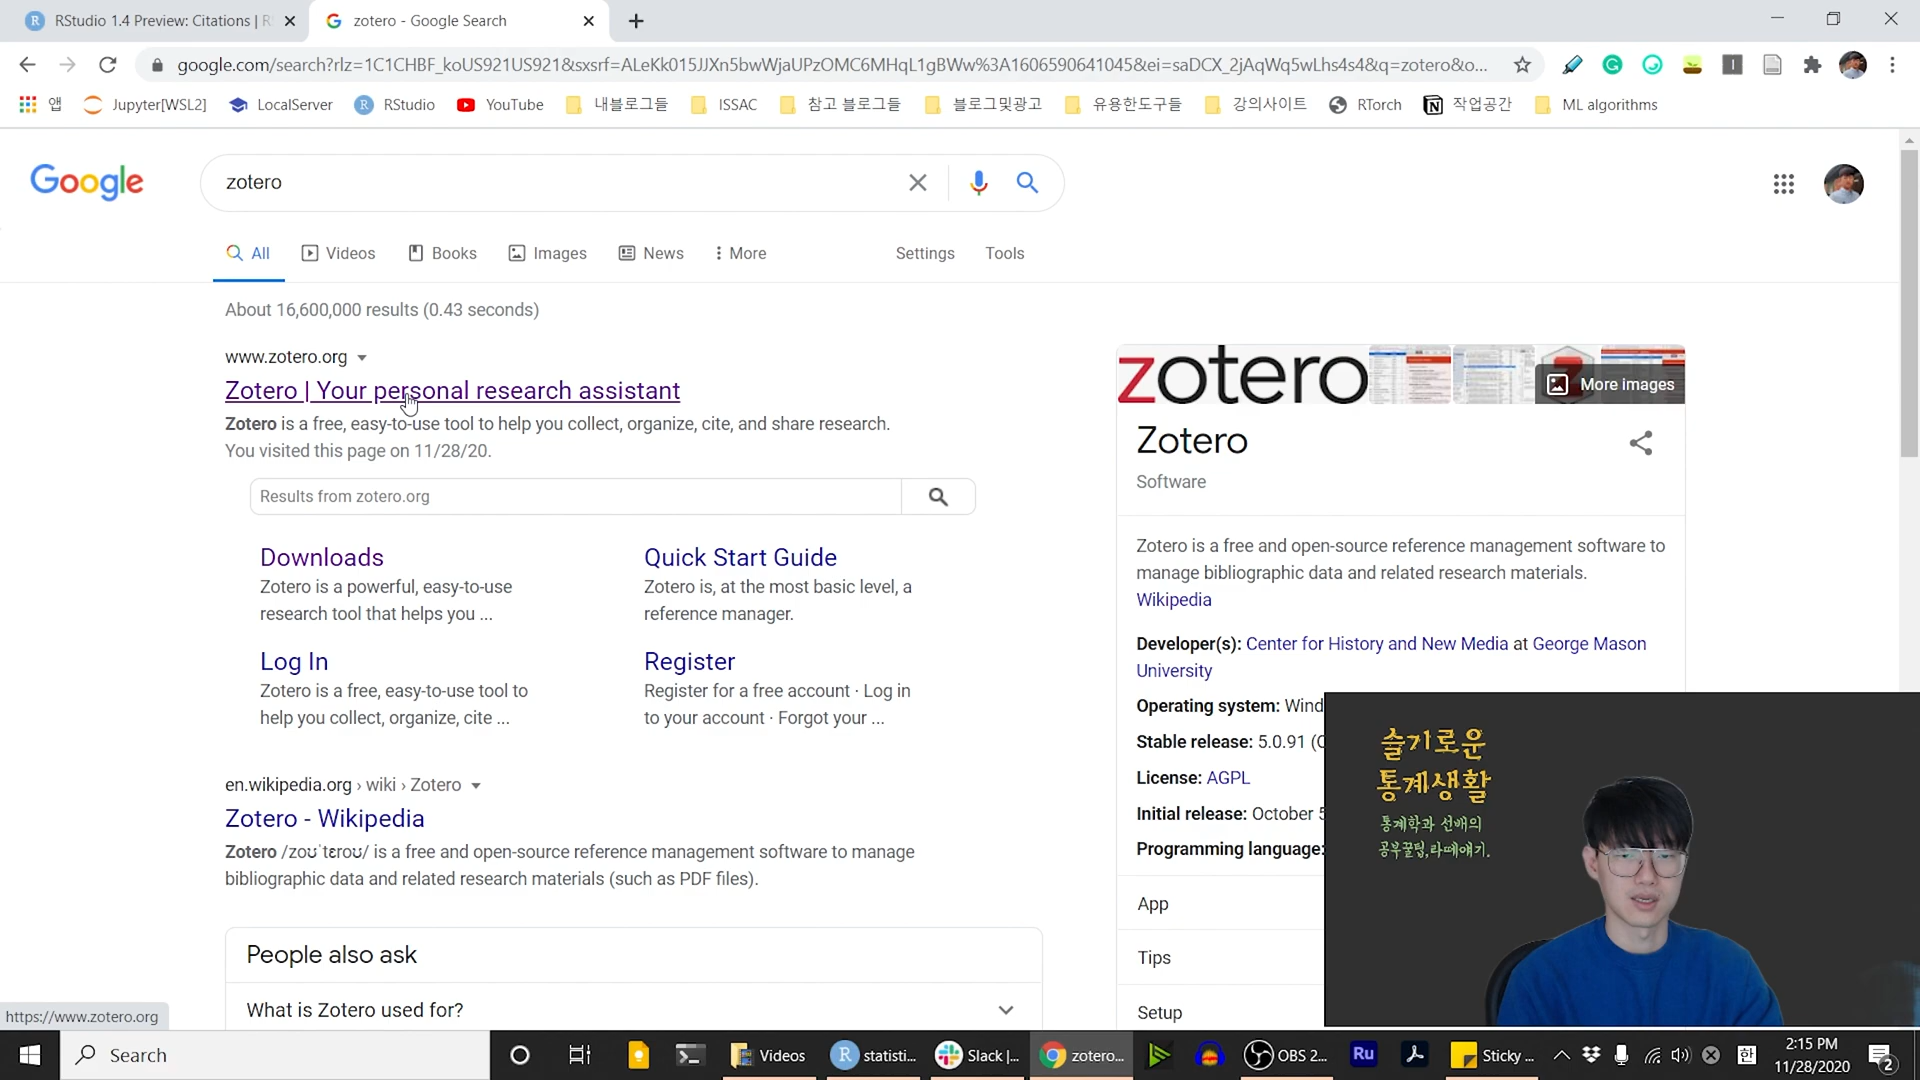 RStudio 1.4 Preview: Citations | R
zotero - Google Search
google.com/search?rlz=1C1CHBF_koUS921US921&sxsrf=ALeKk015JJXn5bwWjaUPzOMC6MHqL1gBWw%3A1606590641045&ei=saDCX_2jAqWq5wLhs4s4&q=zotero&o...
앱
Jupyter[WSL2]
LocalServer
RStudio
YouTube
내블로그들
ISSAC
참고 블로그들
블로그및광고
유용한도구들
강의사이트
RTorch
작업공간
ML algorithms
Google
zotero
All
Videos
Books
Images
News
More
Settings
Tools
About 16,600,000 results (0.43 seconds)
www.zotero.org
Zotero | Your personal research assistant
Zotero is a free, easy-to-use tool to help you collect, organize, cite, and share research.
You visited this page on 11/28/20.
Results from zotero.org
Downloads
Zotero is a powerful, easy-to-use
research tool that helps you ...
Quick Start Guide
Zotero is, at the most basic level, a
reference manager.
Log In
Zotero is a free, easy-to-use tool to
help you collect, organize, cite ...
Register
Register for a free account · Log in
to your account · Forgot your ...
en.wikipedia.org › wiki › Zotero
Zotero - Wikipedia
Zotero /zoʊˈtɛroʊ/ is a free and open-source reference management software to manage
bibliographic data and related research materials (such as PDF files).
People also ask
What is Zotero used for?
zotero
More images
Zotero
Software
Zotero is a free and open-source reference management software to
manage bibliographic data and related research materials.
Wikipedia
Developer(s): Center for History and New Media at George Mason
University
Operating system: Wind
Stable release: 5.0.91 (
License: AGPL
Initial release: October 5
Programming language:
App
Tips
Setup
슬기로운
통계생활
통계학과 선배의
공부꿀팁,라떼얘기.
https://www.zotero.org
Search
Videos
statisti...
Slack |...
zotero...
OBS 2...
Ru
Sticky ...
한
2:15 PM
11/28/2020
2